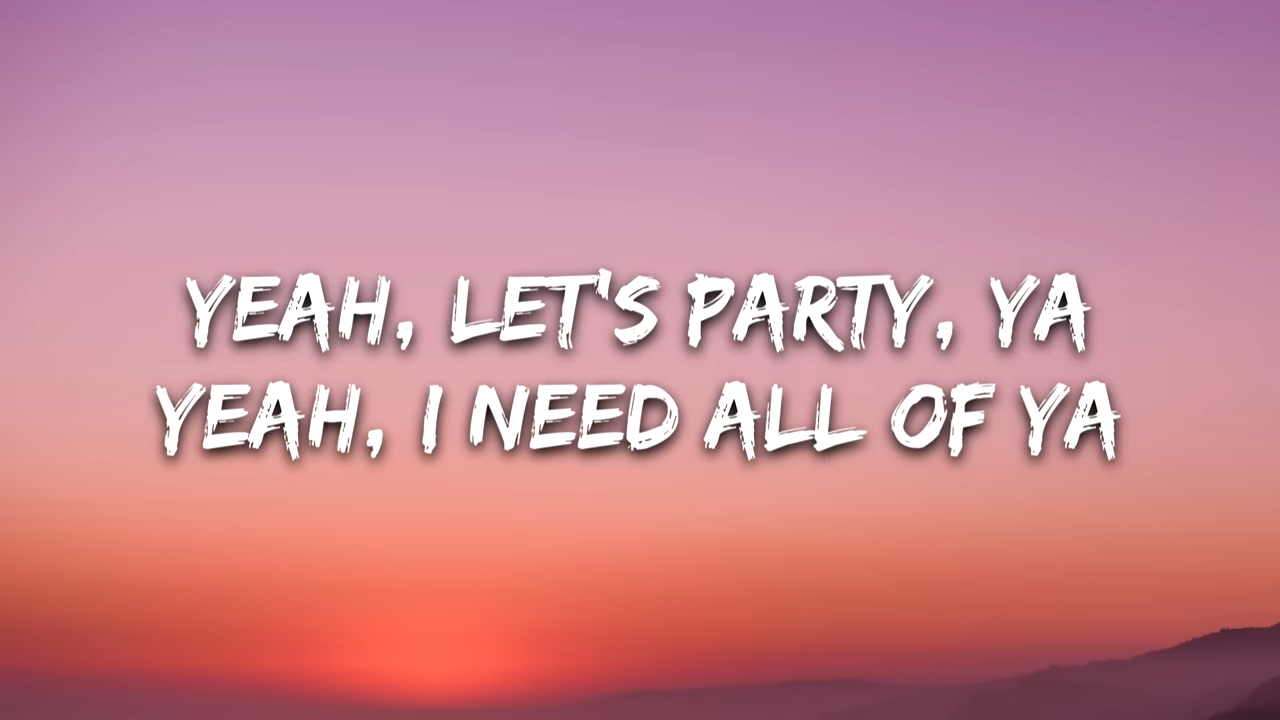 YEAH, LET'S PARTY, YA
YEAH, I NEED ALL OF YA